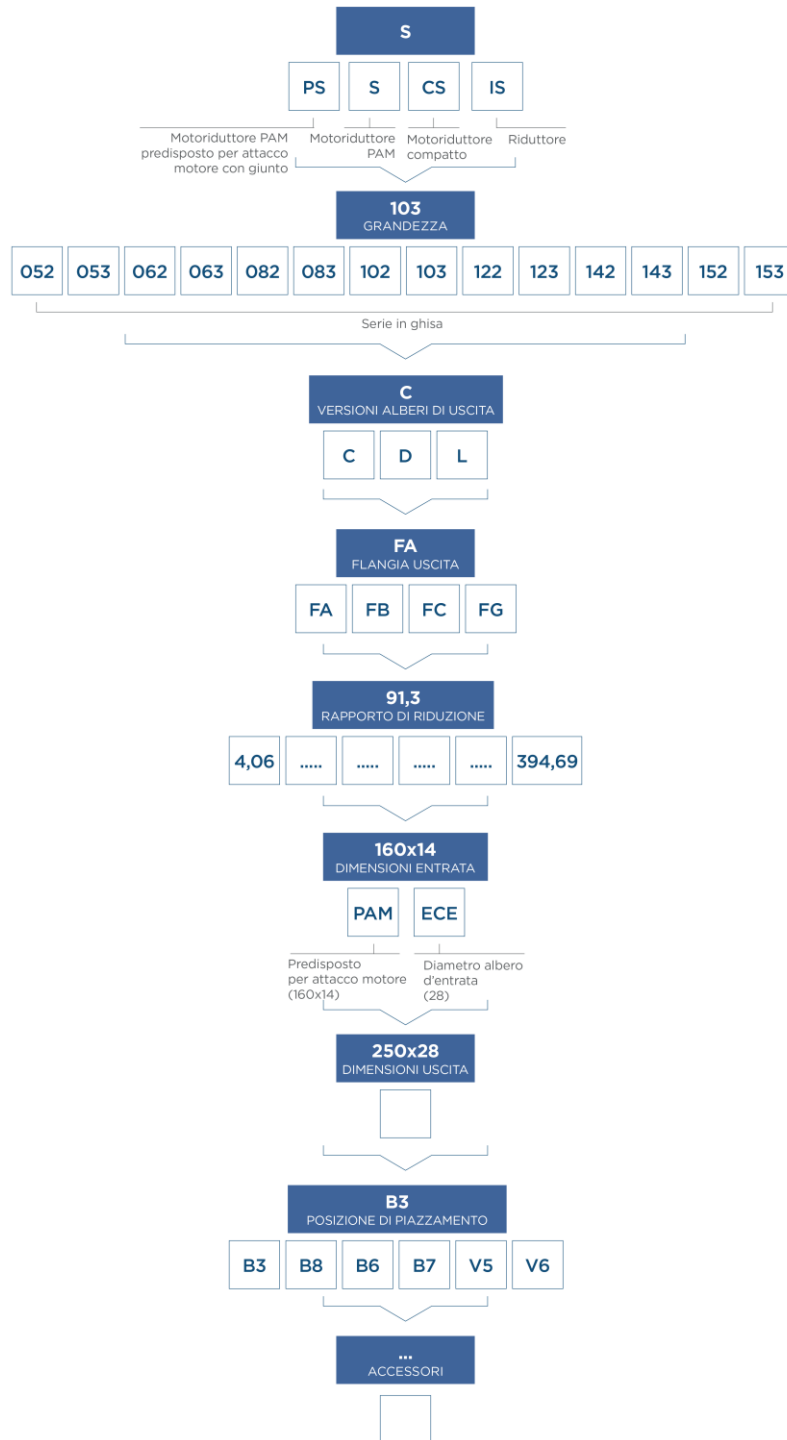 S
PS S CS IS
Motoriduttore PAM
predisposto per attacco
motore con giunto
Motoriduttore
PAM
Motoriduttore
compatto
Riduttore
103
GRANDEZZA
052 053 062 063 082 083 102 103 122 123 142 143 152 153
Serie in ghisa
C
VERSIONI ALBERI DI USCITA
C D L
FA
FLANGIA USCITA
FA FB FC FG
91,3
RAPPORTO DI RIDUZIONE
4,06 ..... ..... ..... ..... 394,69
160x14
DIMENSIONI ENTRATA
PAM ECE
Predisposto
per attacco motore
(160x14)
Diametro albero
d'entrata
(28)
250x28
DIMENSIONI USCITA
B3
POSIZIONE DI PIAZZAMENTO
B3 B8 B6 B7 V5 V6
...
ACCESSORI